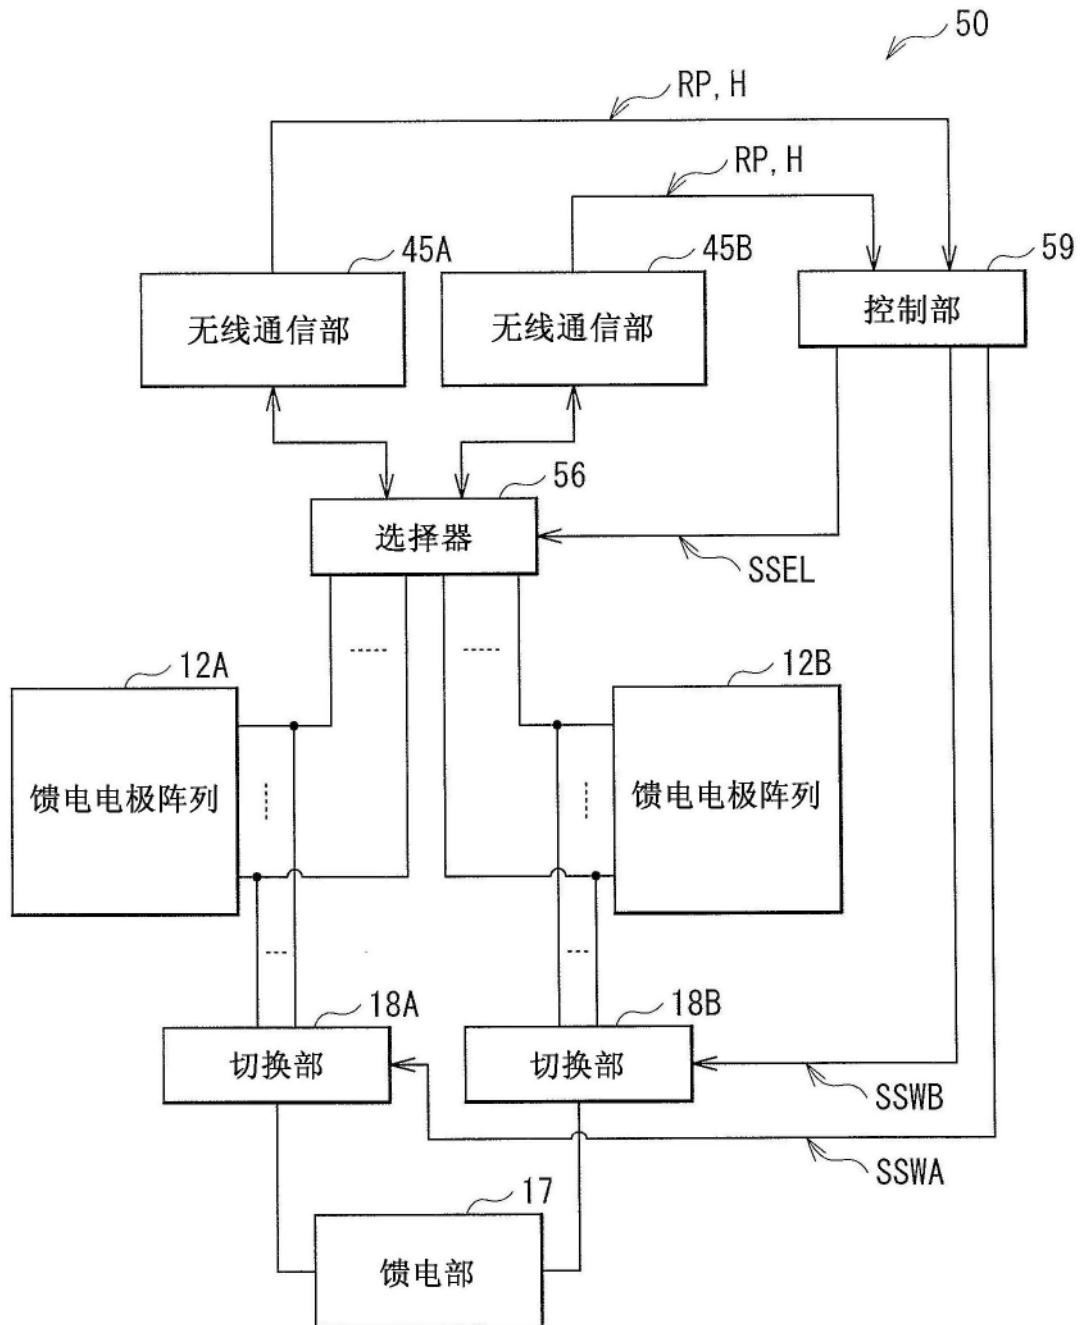 50
RP, H
RP, H
45A
45B
59
无线通信部
无线通信部
控制部
56
选择器
SSEL
12A
12B
馈电电极阵列
馈电电极阵列
18A
18B
切换部
切换部
SSWB
SSWA
17
馈电部